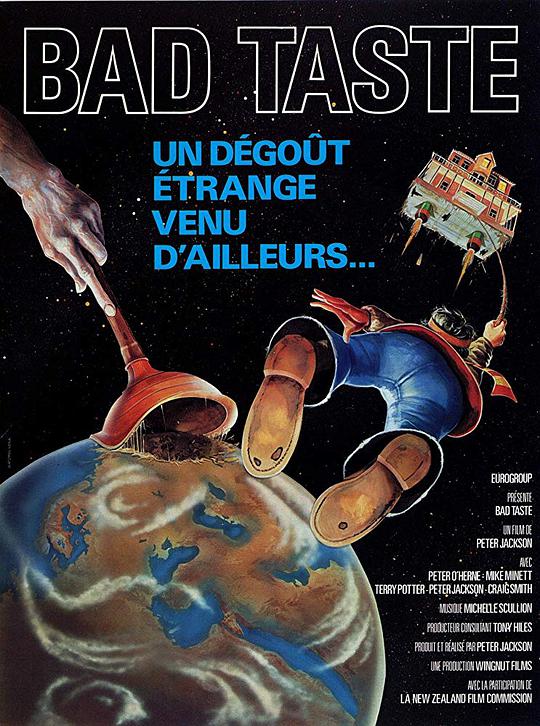 BAD TASTE
UN DÉGOÛT
ÉTRANGE
VENU
D'AILLEURS...
EUROGROUP
PRÉSENTE
BAD TASTE
UN FILM DE
PETER JACKSON
AVEC
PETER O'HERNE - MIKE MINETT
TERRY POTTER - PETER JACKSON - CRAIG SMITH
MUSIQUE MICHELLE SCULLION
PRODUCTEUR CONSULTANT TONY HILES
PRODUIT ET RÉALISÉ PAR PETER JACKSON
UNE PRODUCTION WINGNUT FILMS
AVEC LA PARTICIPATION DE
LA NEW ZEALAND FILM COMMISSION